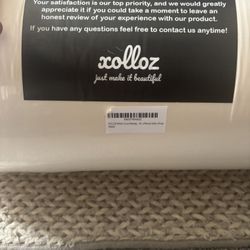 Your satisfaction is our top priority, and we would greatly
appreciate it if you could take a moment to leave an
honest review of your experience with our product.
If you have any questions feel free to contact us anytime!
xolloz
just make it beautiful